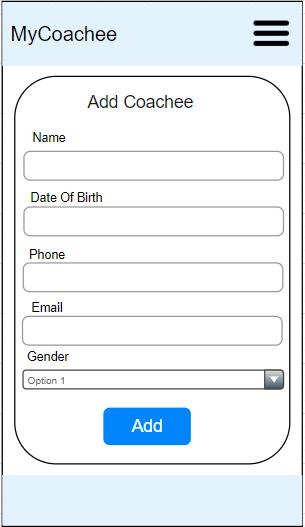 MyCoachee
Add Coachee
Name
Date Of Birth
Phone
Email
Gender
Option 1
Add